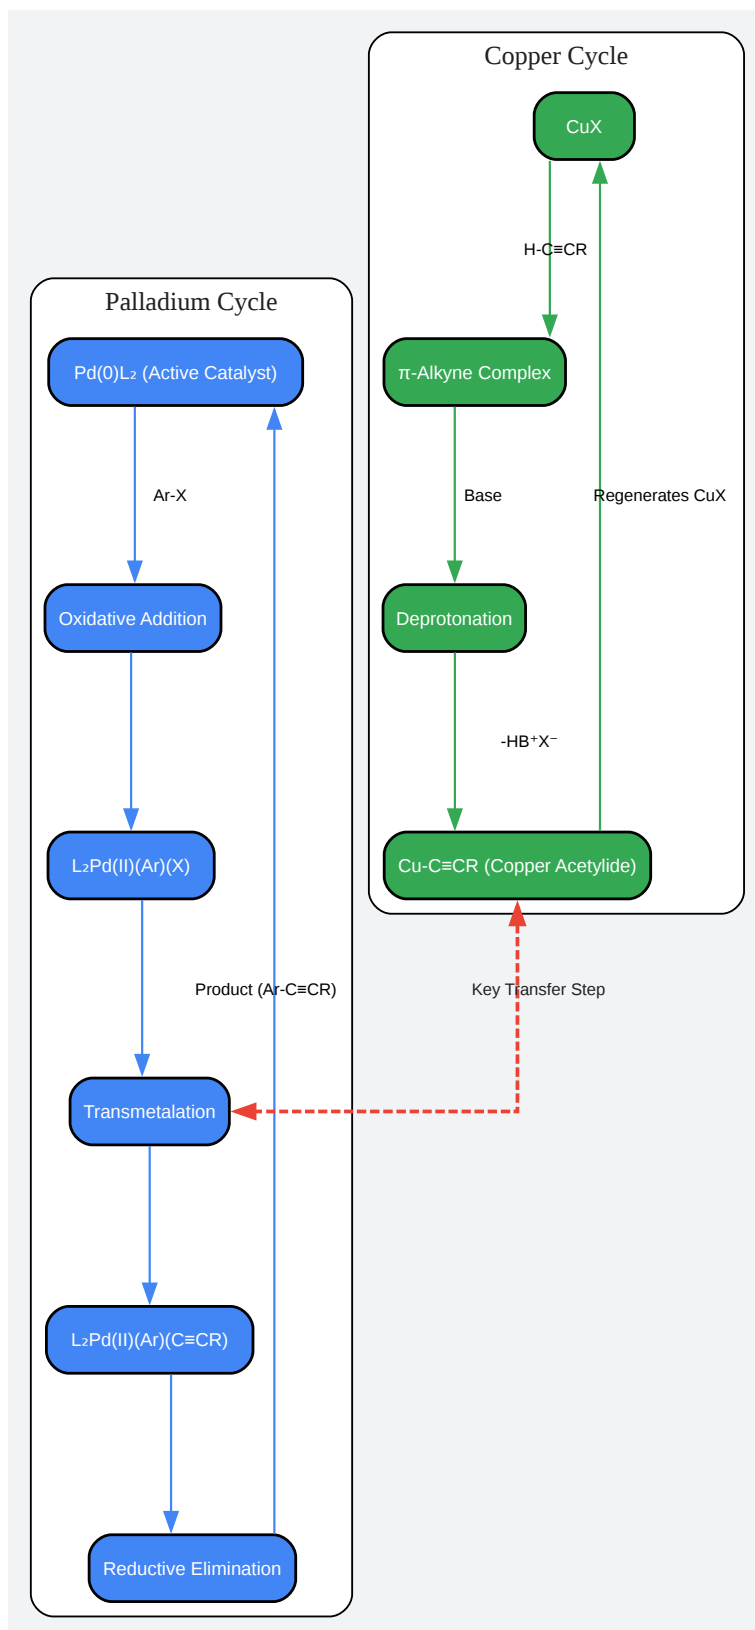 Copper Cycle
CuX
H-C≡CR
Palladium Cycle
Pd(0)L₂ (Active Catalyst)
π-Alkyne Complex
Ar-X
Base
Regenerates CuX
Oxidative Addition
Deprotonation
-HB⁺X⁻
L₂Pd(II)(Ar)(X)
Cu-C≡CR (Copper Acetylide)
Product (Ar-C≡CR)
Key Transfer Step
Transmetalation
L₂Pd(II)(Ar)(C≡CR)
Reductive Elimination